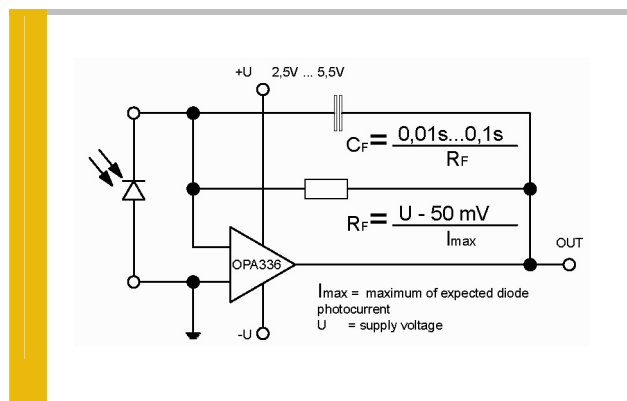 +U 2,5V ... 5,5V
CF = 0,01s...0,1s
RF
RF = U - 50 mV
Imax
OUT
OPA336
Imax = maximum of expected diode
photocurrent
U = supply voltage
-U